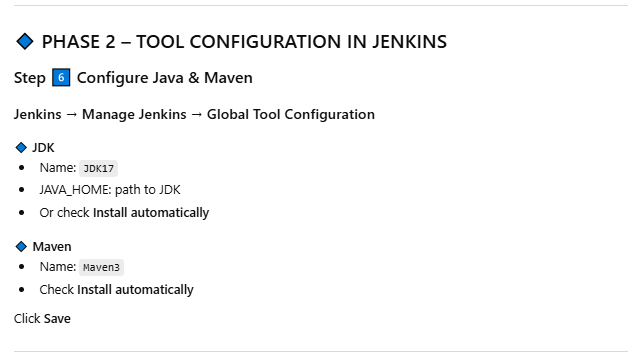 🔷 PHASE 2 – TOOL CONFIGURATION IN JENKINS
Step 6️⃣ Configure Java & Maven
Jenkins → Manage Jenkins → Global Tool Configuration
🔹 JDK
• Name: JDK17
• JAVA_HOME: path to JDK
• Or check Install automatically
🔹 Maven
• Name: Maven3
• Check Install automatically
Click Save